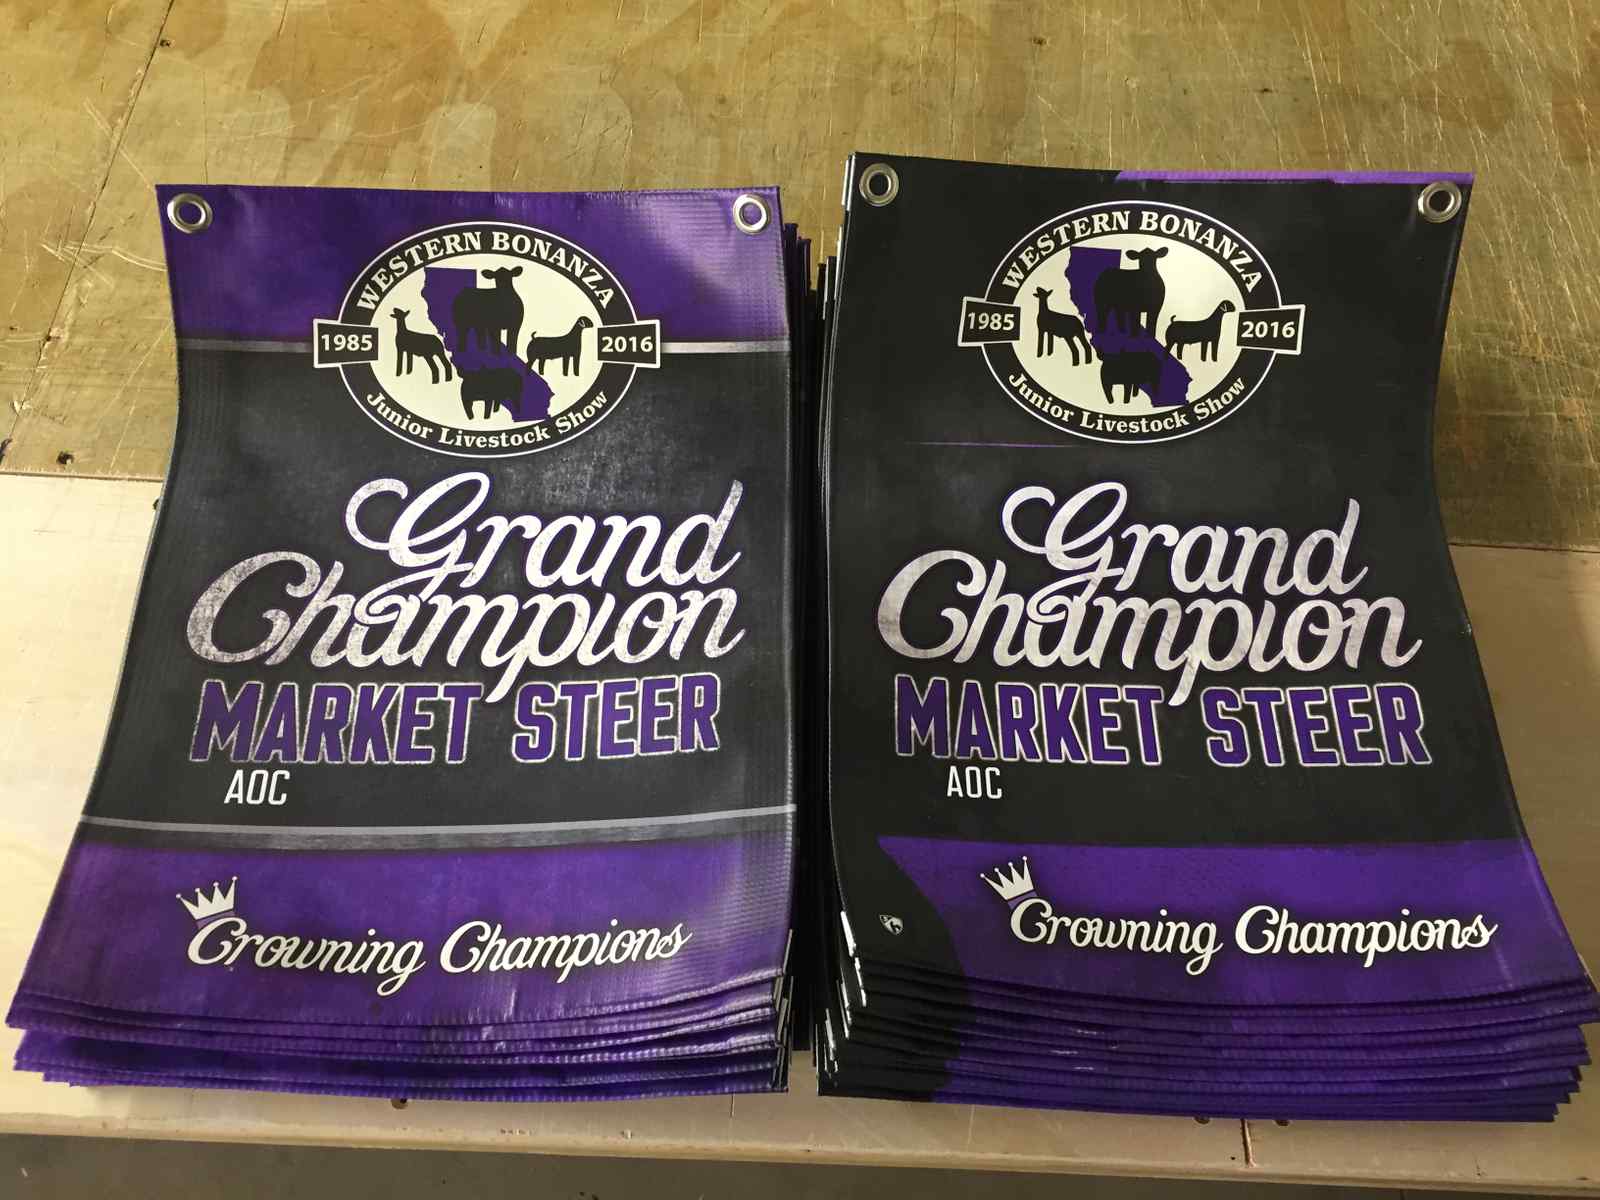 WESTERN BONANZA
1985 2016
Junior Livestock Show
Grand
Champion
MARKET STEER
AOC
Crowning Champions
WESTERN BONANZA
1985 2016
Junior Livestock Show
Grand
Champion
MARKET STEER
AOC
Crowning Champions